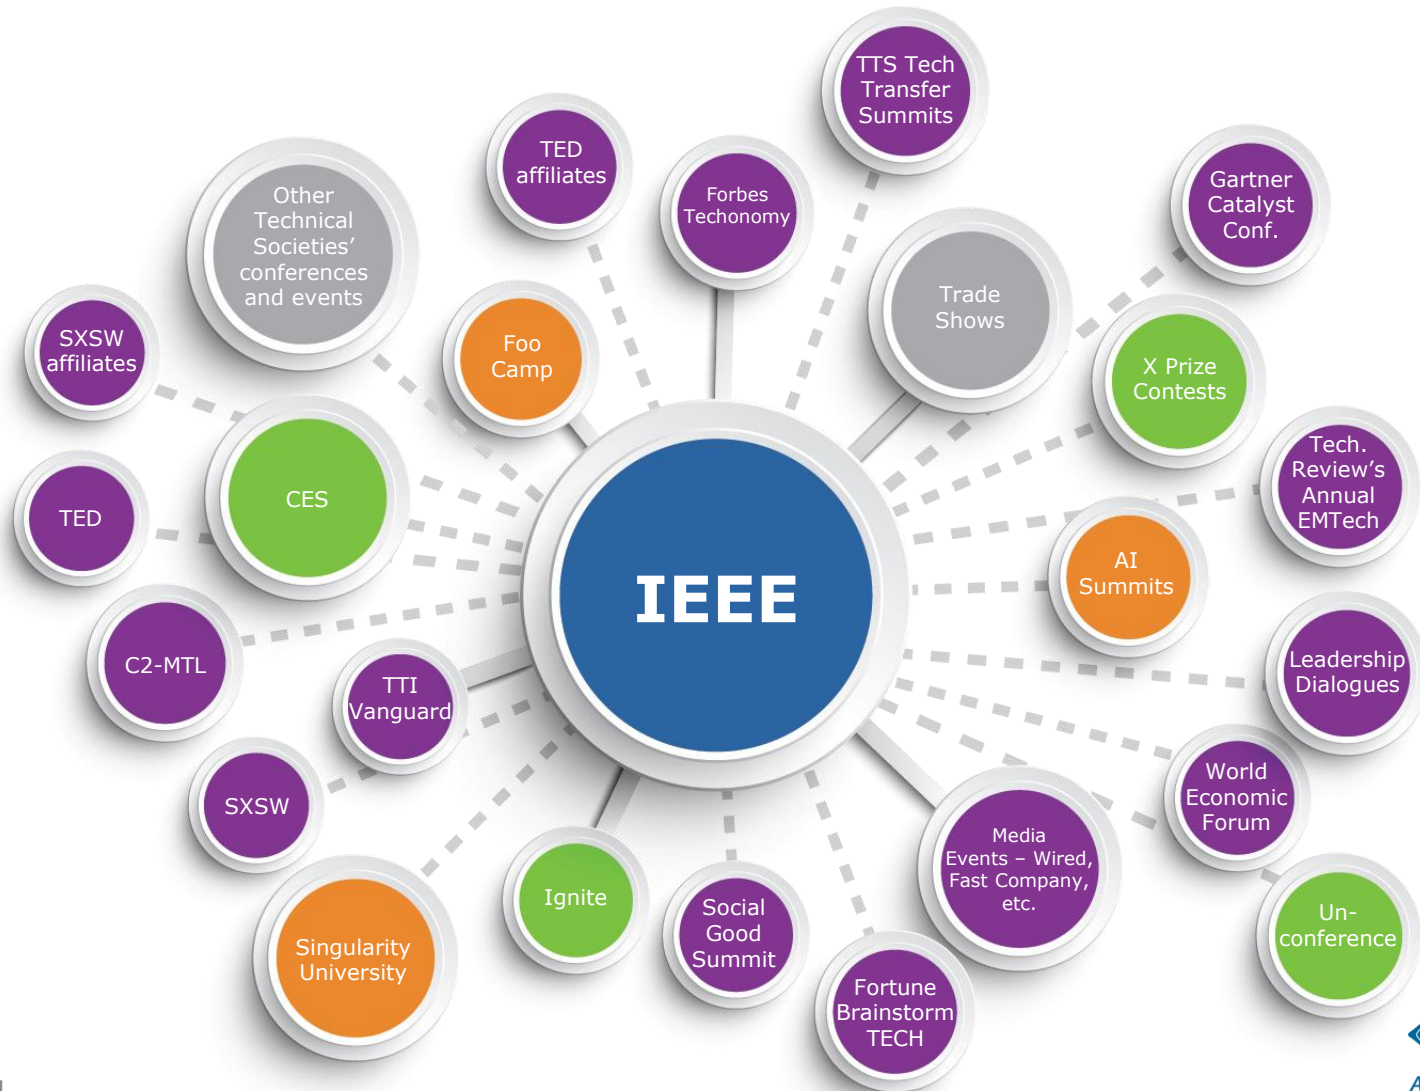 TTS Tech
Transfer
Summits
TED
affiliates
Forbes
Techonomy
Gartner
Catalyst
Conf.
Other
Technical
Societies’
conferences
and events
Trade
Shows
SXSW
affiliates
Foo
Camp
X Prize
Contests
Tech.
Review’s
Annual
EMTech
CES
TED
IEEE
AI
Summits
C2-MTL
TTI
Vanguard
Leadership
Dialogues
SXSW
World
Economic
Forum
Media
Events – Wired,
Fast Company,
etc.
Ignite
Social
Good
Summit
Un-
conference
Singularity
University
Fortune
Brainstorm
TECH